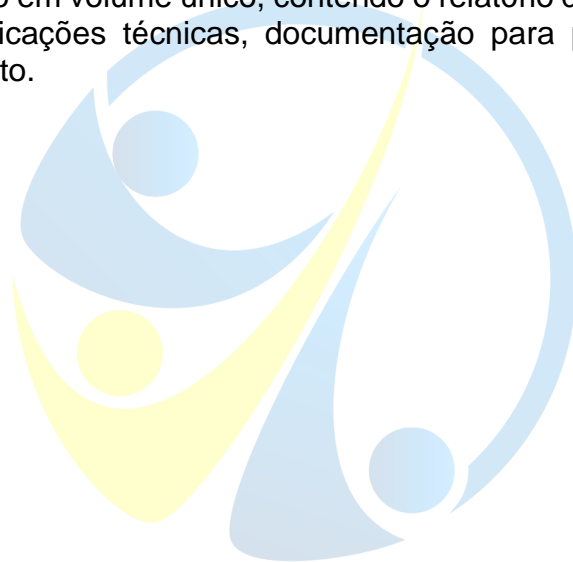 em volume único, contendo o relatório
icações técnicas, documentação para
to.